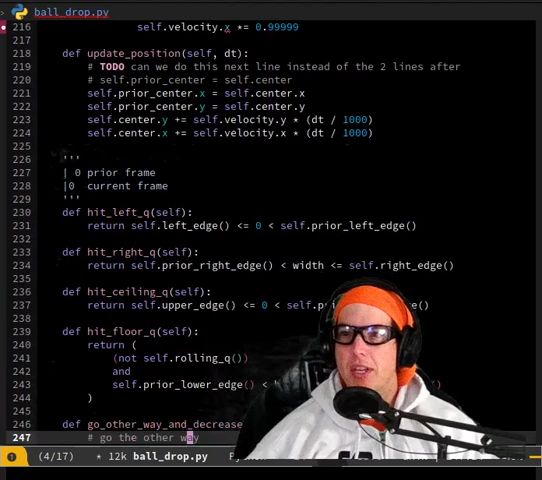 ball_drop.py
216 self.velocity.x *= 0.99999
217
218 def update_position(self, dt):
219 # TODO can we do this next line instead of the 2 lines after
220 # self.prior_center = self.center
221 self.prior_center.x = self.center.x
222 self.prior_center.y = self.center.y
223 self.center.y += self.velocity.y * (dt / 1000)
224 self.center.x += self.velocity.x * (dt / 1000)
225
226 '''
227 | 0 prior frame
228 |0 current frame
229 '''
230 def hit_left_q(self):
231 return self.left_edge() <= 0 < self.prior_left_edge()
232
233 def hit_right_q(self):
234 return self.prior_right_edge() < width <= self.right_edge()
235
236 def hit_ceiling_q(self):
237 return self.upper_edge() <= 0 < self.
238
239 def hit_floor_q(self):
240 return (
241 (not self.rolling_q())
242 and
243 self.prior_lower_edge() <
244 )
245
246 def go_other_way_and_decrease
247 # go the other way
(4/17) * 12k ball_drop.py